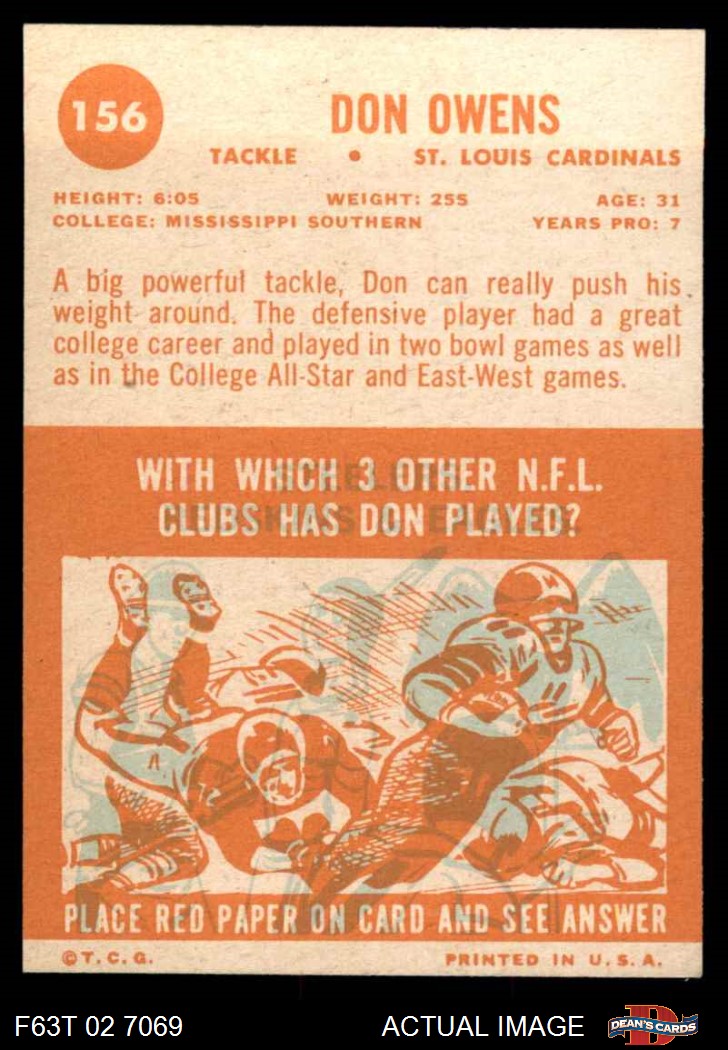 156
DON OWENS
TACKLE • ST. LOUIS CARDINALS
HEIGHT: 6:05 WEIGHT: 255 AGE: 31
COLLEGE: MISSISSIPPI SOUTHERN YEARS PRO: 7
A big powerful tackle, Don can really push his
weight around. The defensive player had a great
college career and played in two bowl games as well
as in the College All-Star and East-West games.
WITH WHICH 3 OTHER N.F.L.
CLUBS HAS DON PLAYED?
STEELERS
PLACE RED PAPER ON CARD AND SEE ANSWER
©T.C.G. PRINTED IN U.S.A.
F63T 02 7069 ACTUAL IMAGE DEAN'S CARDS